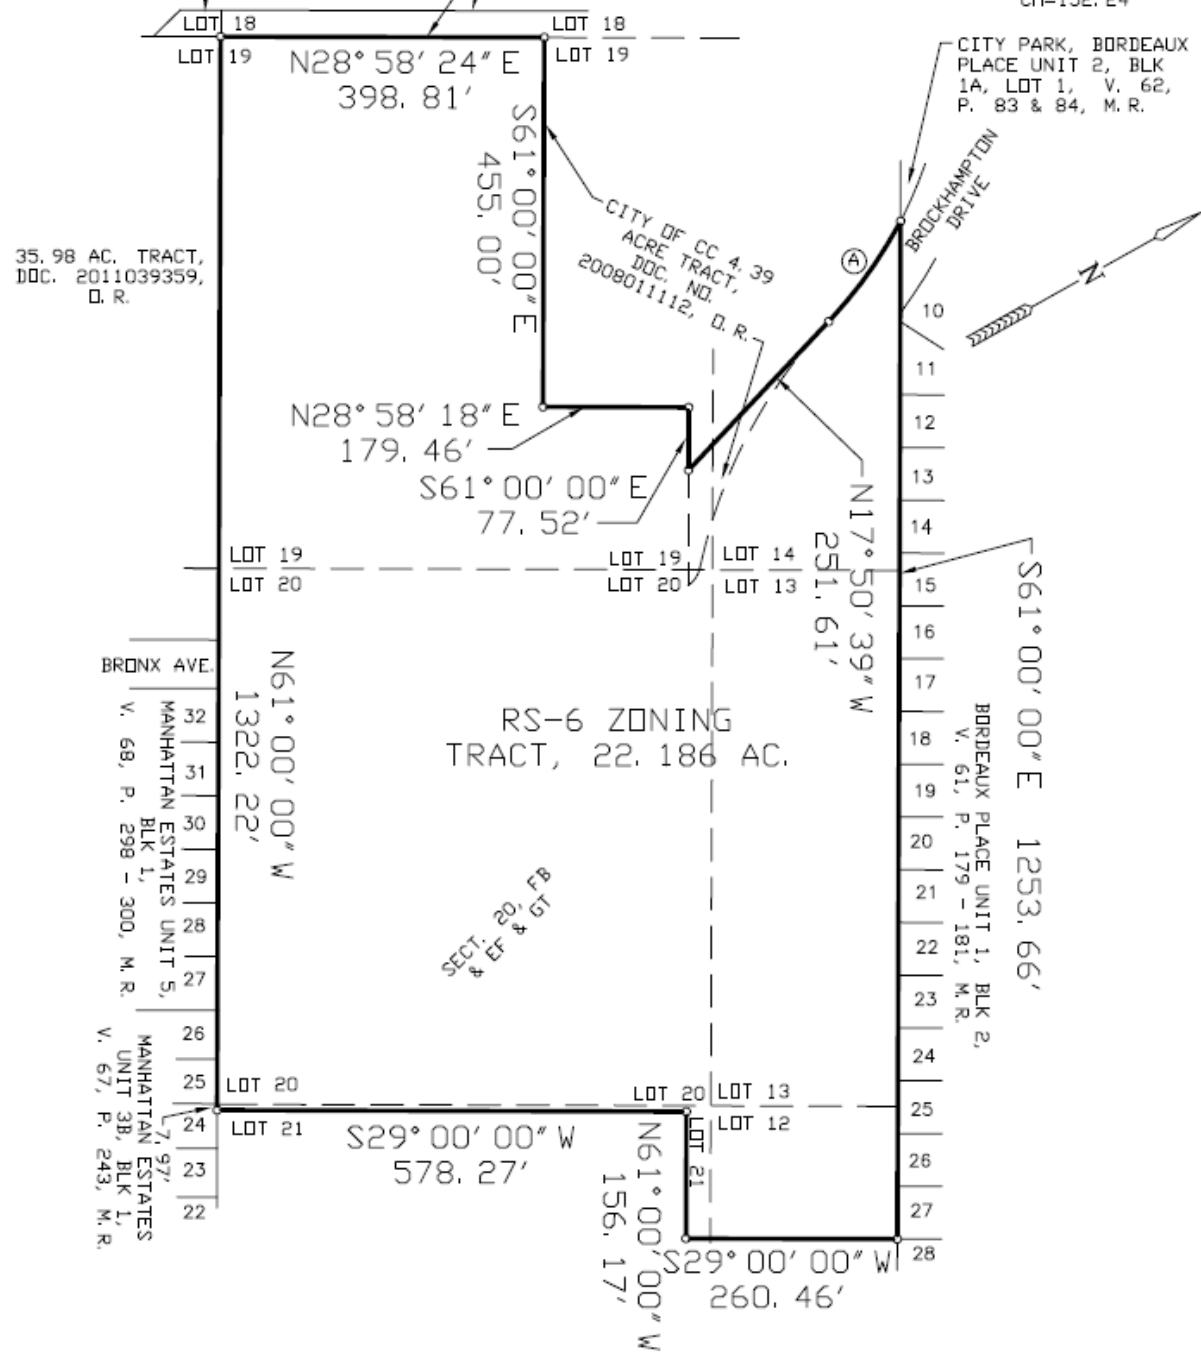 CH=152.24
LOT 18
LOT 19
LOT 18
LOT 19
N28°58'24"E
398.81'
S61°00'00"E
455.00'
CITY PARK, BORDEAUX
PLACE UNIT 2, BLK
1A, LOT 1, V. 62,
P. 83 & 84, M.R.
BROCKHAMPTON
DRIVE
CITY OF CC 4.39
ACRE TRACT,
DOC. NO.
2008011112, O.R.
A
N
35.98 AC. TRACT,
DOC. 2011039359,
O.R.
N28°58'18"E
179.46'
S61°00'00"E
77.52'
N17°50'39"W
251.61'
10
11
12
13
14
15
16
17
18
19
20
21
22
23
24
25
26
27
28
S61°00'00"E 1253.66'
BORDEAUX PLACE UNIT 1, BLK 2,
V. 61, P. 179 - 181, M.R.
LOT 19
LOT 20
LOT 19
LOT 20
LOT 14
LOT 13
BRONX AVE.
N61°00'00"W
1322.22'
RS-6 ZONING
TRACT, 22.186 AC.
SECT. 20, FB
& EF & GT
32
31
30
29
28
27
26
25
24
23
22
MANHATTAN ESTATES UNIT 5,
BLK 1,
V. 68, P. 298 - 300, M.R.
MANHATTAN ESTATES
UNIT 3B, BLK 1,
V. 67, P. 243, M.R.
7.97'
LOT 20
LOT 21
LOT 20
LOT 21
LOT 13
LOT 12
S29°00'00"W
578.27'
N61°00'00"W
156.17'
S29°00'00"W
260.46'